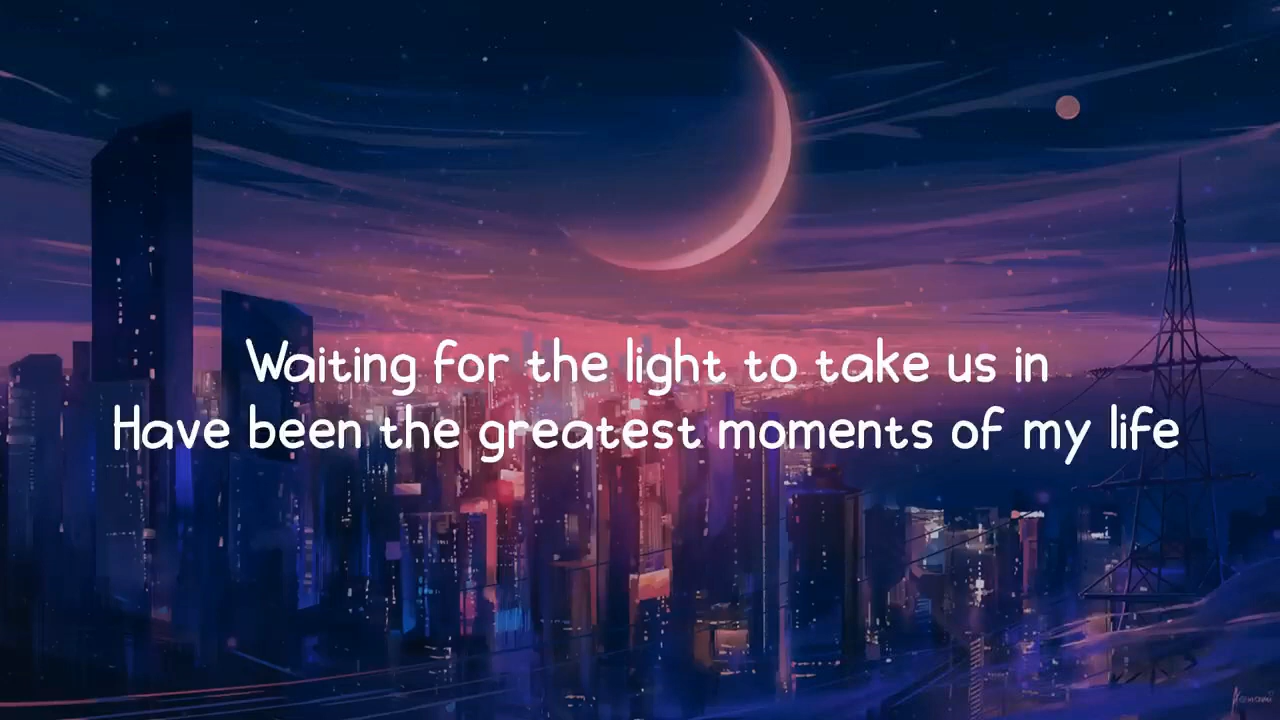 Waiting for the light to take us in
Have been the greatest moments of my life